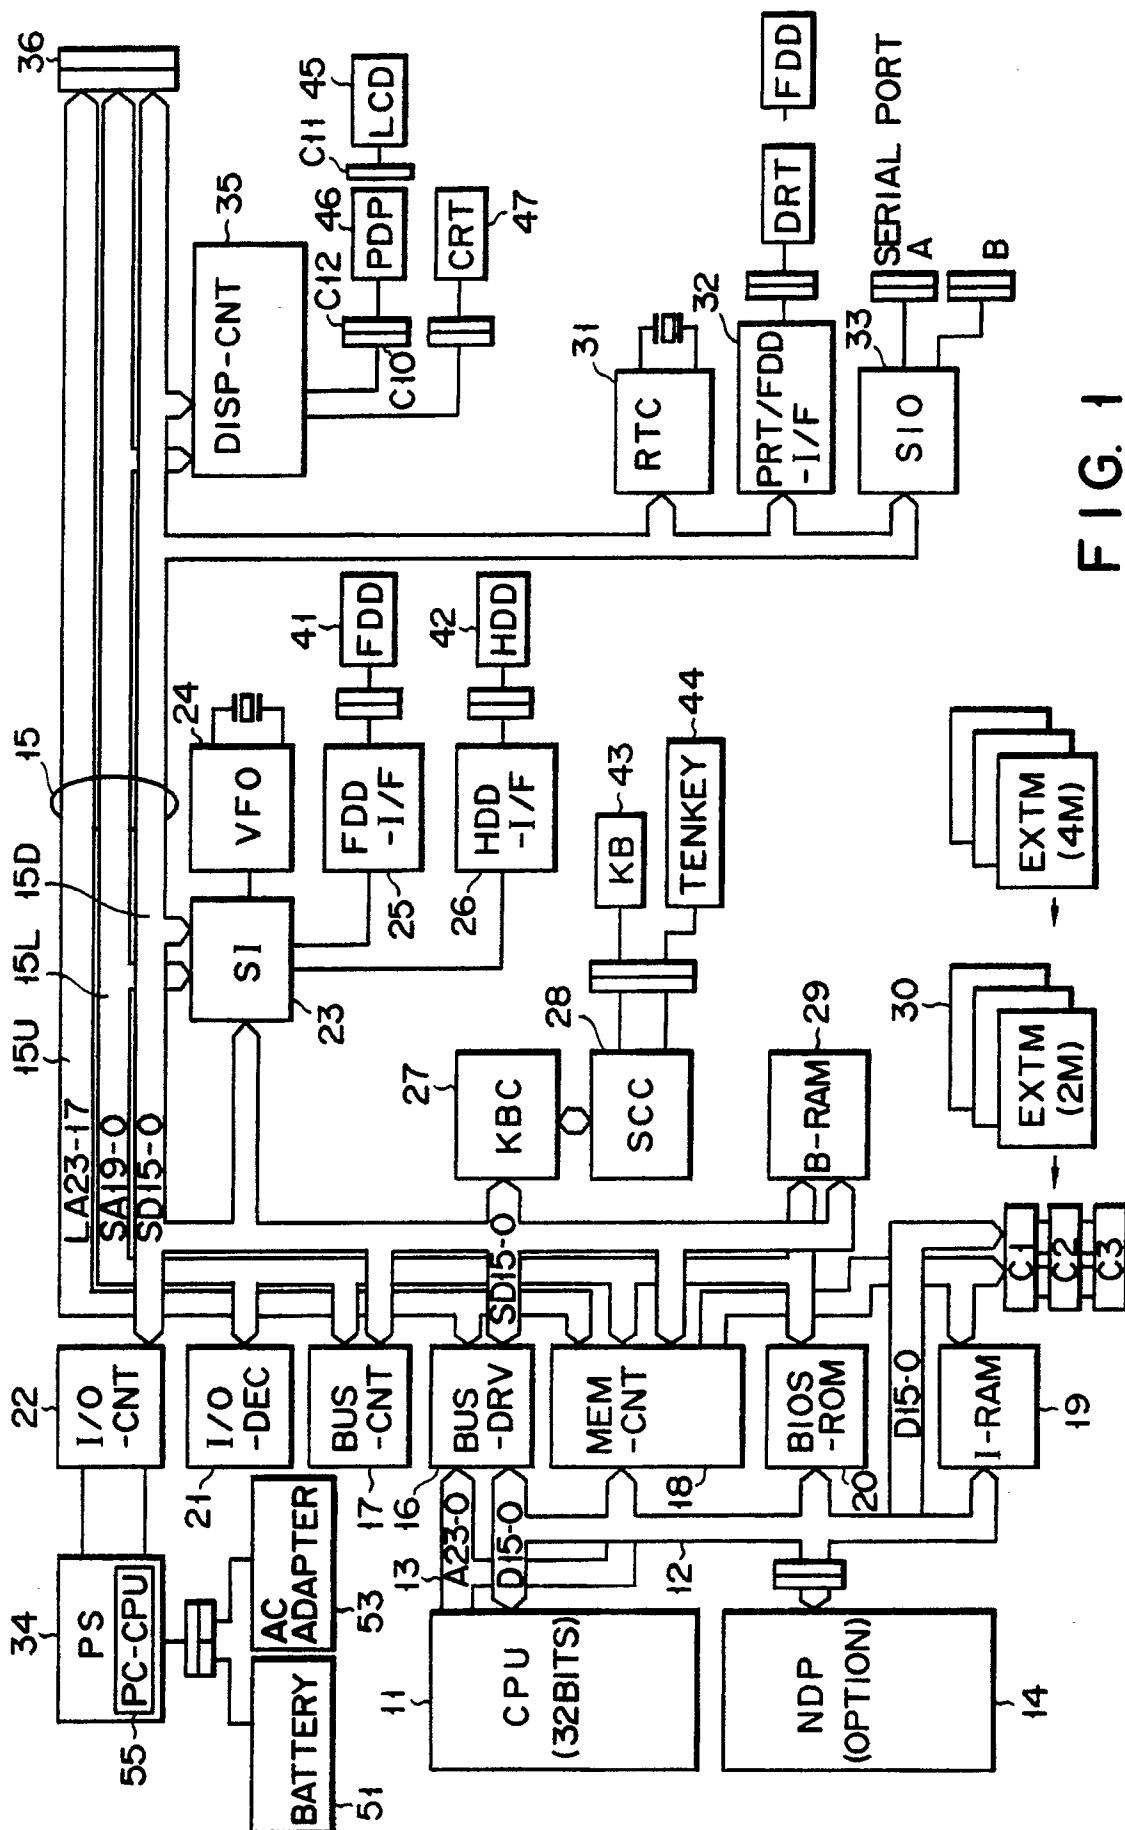 34
PS
PC-CPU
55
BATTERY
51
AC
ADAPTER
53
22
I/O
-CNT
21
I/O
-DEC
BUS
-CNT
17
16
BUS
-DRV
MEM
-CNT
18
BIOS
-ROM
20
I-RAM
19
11
CPU
(32BITS)
NDP
(OPTION)
14
13
A23-0
D15-0
12
D15-0
SD15-0
LA23-17
SA19-0
SD15-0
15U
15L
15D
15
SI
23
24
VFO
FDD
-I/F
25
41
FDD
HDD
-I/F
26
42
HDD
27
KBC
28
SCC
KB
43
TENKEY
44
B-RAM
29
30
EXTM
(2M)
EXTM
(4M)
C1
C2
C3
36
35
DISP-CNT
C12
C10
46
PDP
C11
45
LCD
CRT
47
31
RTC
32
PRT/FDD
-I/F
DRT
FDD
33
SIO
SERIAL PORT
A
B
FIG. 1